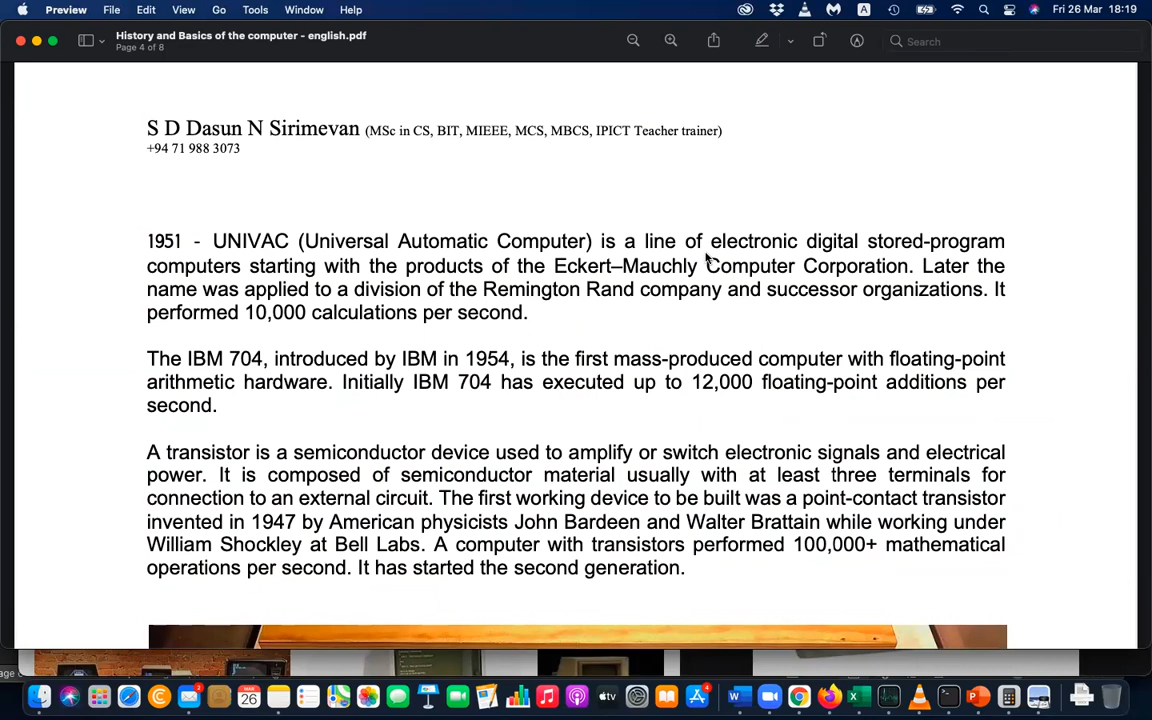 Preview File Edit View Go Tools Window Help
A
Fri 26 Mar 18:19
History and Basics of the computer - english.pdf
Page 4 of 8
Search
S D Dasun N Sirimevan (MSc in CS, BIT, MIEEE, MCS, MBCS, IPICT Teacher trainer)
+94 71 988 3073
1951 - UNIVAC (Universal Automatic Computer) is a line of electronic digital stored-program
computers starting with the products of the Eckert–Mauchly Computer Corporation. Later the
name was applied to a division of the Remington Rand company and successor organizations. It
performed 10,000 calculations per second.
The IBM 704, introduced by IBM in 1954, is the first mass-produced computer with floating-point
arithmetic hardware. Initially IBM 704 has executed up to 12,000 floating-point additions per
second.
A transistor is a semiconductor device used to amplify or switch electronic signals and electrical
power. It is composed of semiconductor material usually with at least three terminals for
connection to an external circuit. The first working device to be built was a point-contact transistor
invented in 1947 by American physicists John Bardeen and Walter Brattain while working under
William Shockley at Bell Labs. A computer with transistors performed 100,000+ mathematical
operations per second. It has started the second generation.
MAR
26
tv